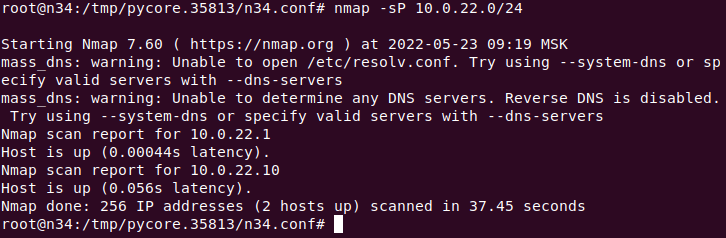 root@n34:/tmp/pycore.35813/n34.conf# nmap -sP 10.0.22.0/24
Starting Nmap 7.60 ( https://nmap.org ) at 2022-05-23 09:19 MSK
mass_dns: warning: Unable to open /etc/resolv.conf. Try using --system-dns or sp
ecify valid servers with --dns-servers
mass_dns: warning: Unable to determine any DNS servers. Reverse DNS is disabled.
 Try using --system-dns or specify valid servers with --dns-servers
Nmap scan report for 10.0.22.1
Host is up (0.00044s latency).
Nmap scan report for 10.0.22.10
Host is up (0.056s latency).
Nmap done: 256 IP addresses (2 hosts up) scanned in 37.45 seconds
root@n34:/tmp/pycore.35813/n34.conf#